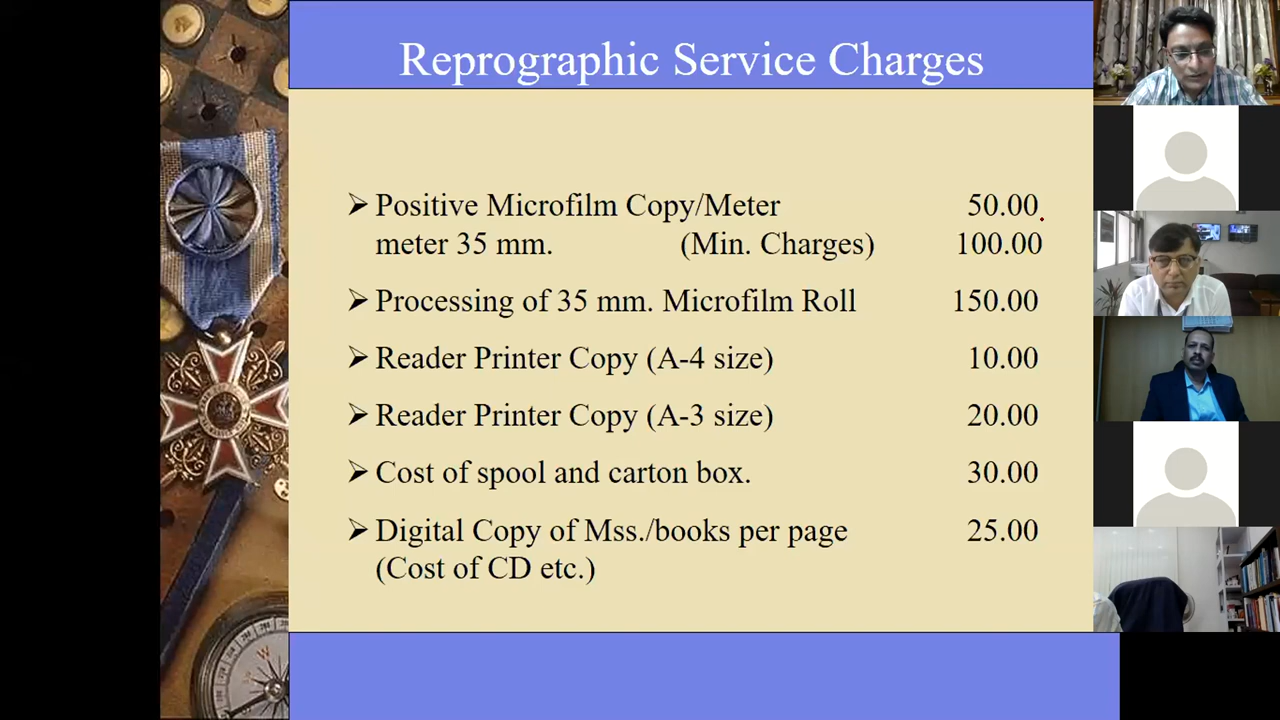 Reprographic Service Charges
➢ Positive Microfilm Copy/Meter 50.00
meter 35 mm. (Min. Charges) 100.00
➢ Processing of 35 mm. Microfilm Roll 150.00
➢ Reader Printer Copy (A-4 size) 10.00
➢ Reader Printer Copy (A-3 size) 20.00
➢ Cost of spool and carton box. 30.00
➢ Digital Copy of Mss./books per page 25.00
(Cost of CD etc.)